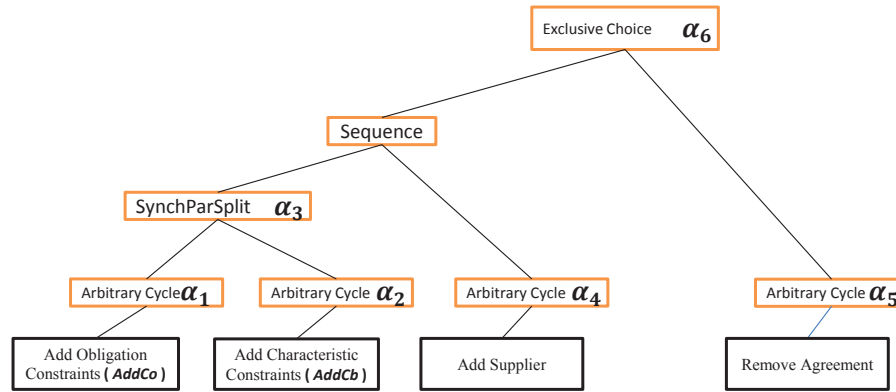 Exclusive Choice α₆
Sequence
SynchParSplit α₃
Arbitrary Cycle α₁
Arbitrary Cycle α₂
Arbitrary Cycle α₄
Arbitrary Cycle α₅
Add Obligation
Constraints ( AddCo )
Add Characteristic
Constraints ( AddCb )
Add Supplier
Remove Agreement